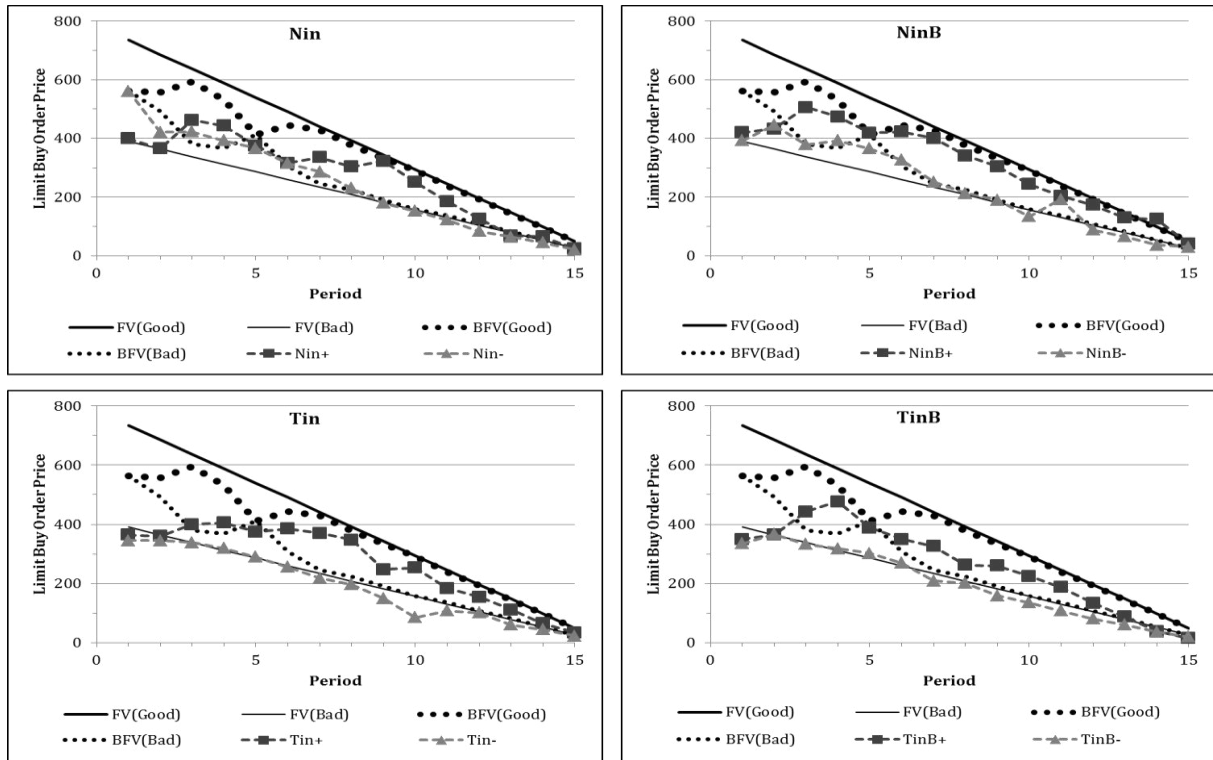 Nin
800
600
400
200
0
Limit Buy Order Price
0 5 10 15
Period
FV(Good) FV(Bad) BFV(Good)
BFV(Bad) Nin+ Nin-
NinB
800
600
400
200
0
Limit Buy Order Price
0 5 10 15
Period
FV(Good) FV(Bad) BFV(Good)
BFV(Bad) NinB+ NinB-
Tin
800
600
400
200
0
Limit Buy Order Price
0 5 10 15
Period
FV(Good) FV(Bad) BFV(Good)
BFV(Bad) Tin+ Tin-
TinB
800
600
400
200
0
Limit Buy Order Price
0 5 10 15
Period
FV(Good) FV(Bad) BFV(Good)
BFV(Bad) TinB+ TinB-